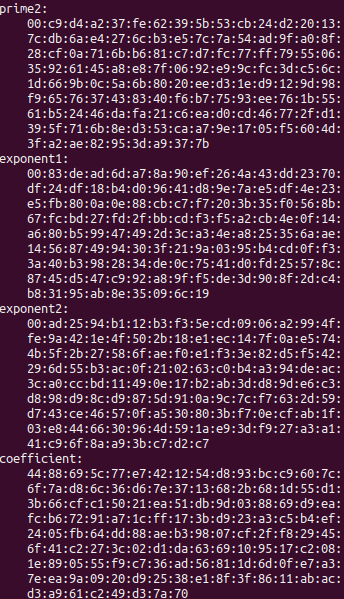 prime2:
00:c9:d4:a2:37:fe:62:39:5b:53:cb:24:d2:20:13:
7c:db:6a:e4:27:6c:b3:e5:7c:7a:54:ad:9f:a0:8f:
28:cf:0a:71:6b:b6:81:c7:d7:fc:77:ff:79:55:06:
35:92:61:45:a8:e8:7f:06:92:e9:9c:fc:3d:c5:6c:
1d:66:9b:0c:5a:6b:80:20:ee:d3:1e:d9:12:9d:98:
f9:65:76:37:43:83:40:f6:b7:75:93:ee:76:1b:55:
61:b5:24:46:da:fa:21:c6:ea:d0:cd:46:77:2f:d1:
39:5f:71:6b:8e:d3:53:ca:a7:9e:17:05:f5:60:4d:
3f:a2:ae:82:95:3d:a9:37:7b
exponent1:
00:83:de:ad:6d:a7:8a:90:ef:26:4a:43:dd:23:70:
df:24:df:18:b4:d0:96:41:d8:9e:7a:e5:df:4e:23:
e5:fb:80:0a:0e:88:cb:c7:f7:20:3b:35:f0:56:8b:
67:fc:bd:27:fd:2f:bb:cd:f3:f5:a2:cb:4e:0f:14:
a6:80:b5:99:47:49:2d:3c:a3:4e:a8:25:35:6a:ae:
14:56:87:49:94:30:3f:21:9a:03:95:b4:cd:0f:f3:
3a:40:b3:98:28:34:de:0c:75:41:d0:fd:25:57:8c:
87:45:d5:47:c9:92:a8:9f:f5:de:3d:90:8f:2d:c4:
b8:31:95:ab:8e:35:09:6c:19
exponent2:
00:ad:25:94:b1:12:b3:f3:5e:cd:09:06:a2:99:4f:
fe:9a:42:1e:4f:50:2b:18:e1:ec:14:7f:0a:e5:74:
4b:5f:2b:27:58:6f:ae:f0:e1:f3:3e:82:d5:f5:42:
29:6d:55:b3:ac:0f:21:02:63:c0:b4:a3:94:de:ac:
3c:a0:cc:bd:11:49:0e:17:b2:ab:3d:d8:9d:e6:c3:
d8:98:d9:8c:d9:87:5d:91:0a:9c:7c:f7:63:2d:59:
d7:43:ce:46:57:0f:a5:30:80:3b:f7:0e:cf:ab:1f:
03:e8:44:66:30:96:4d:59:1a:e9:3d:f9:27:a3:a1:
41:c9:6f:8a:a9:3b:c7:d2:c7
coefficient:
44:88:69:5c:77:e7:42:12:54:d8:93:bc:c9:60:7c:
6f:7a:d8:6c:36:d6:7e:37:13:68:2b:68:1d:55:d1:
3b:66:cf:c1:50:21:ea:51:db:9d:03:88:69:d9:ea:
fc:b6:72:91:a7:1c:ff:17:3b:d9:23:a3:c5:b4:ef:
24:05:fb:64:dd:88:ae:b3:98:07:cf:2f:f8:29:45:
6f:41:c2:27:3c:02:d1:da:63:69:10:95:17:c2:08:
1e:89:05:55:f9:c7:36:ad:56:81:1d:6d:0f:e7:a3:
7e:ea:9a:09:20:d9:25:38:e1:8f:3f:86:11:ab:ac:
d3:a9:61:c2:49:d3:7a:70